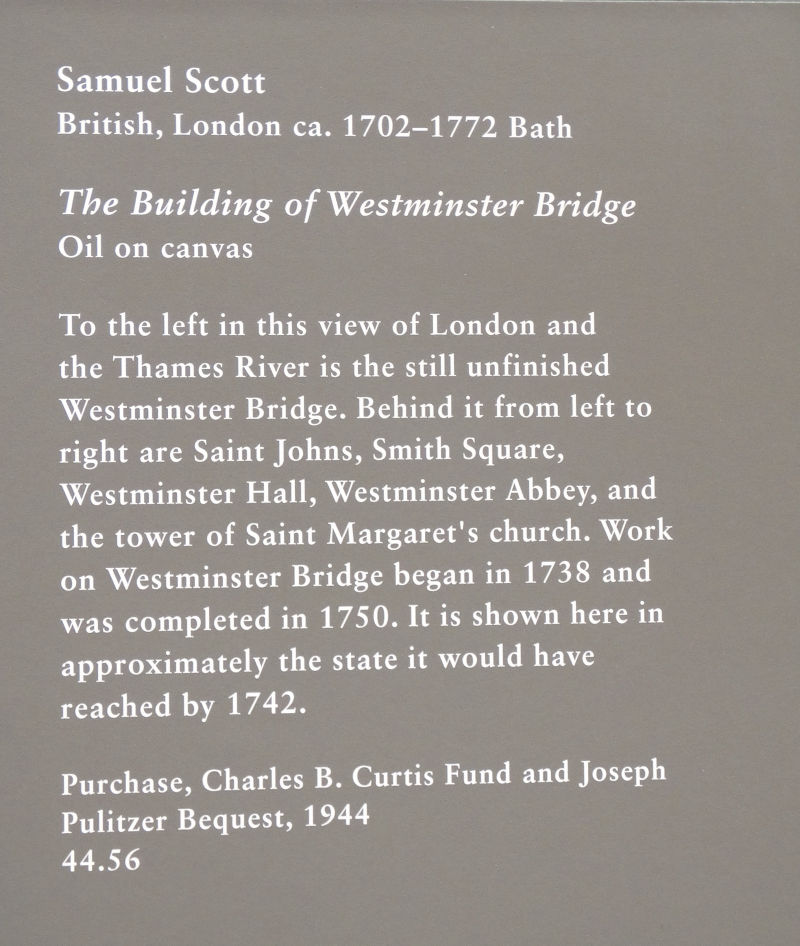 Samuel Scott
British, London ca. 1702–1772 Bath
The Building of Westminster Bridge
Oil on canvas
To the left in this view of London and
the Thames River is the still unfinished
Westminster Bridge. Behind it from left to
right are Saint Johns, Smith Square,
Westminster Hall, Westminster Abbey, and
the tower of Saint Margaret's church. Work
on Westminster Bridge began in 1738 and
was completed in 1750. It is shown here in
approximately the state it would have
reached by 1742.
Purchase, Charles B. Curtis Fund and Joseph
Pulitzer Bequest, 1944
44.56